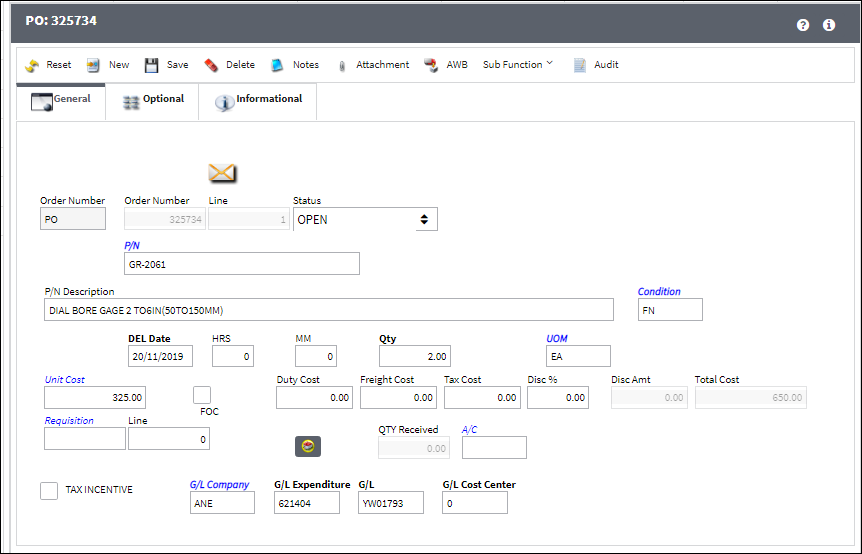 PO: 325734
Reset New Save Delete Notes Attachment AWB Sub Function Audit
General Optional Informational
Order Number Order Number Line Status
PO 325734 1 OPEN
P/N
GR-2061
P/N Description Condition
DIAL BORE GAGE 2 TO6IN(50TO150MM) FN
DEL Date HRS MM Qty UOM
20/11/2019 0 0 2.00 EA
Unit Cost Duty Cost Freight Cost Tax Cost Disc % Disc Amt Total Cost
325.00 0.00 0.00 0.00 0.00 0.00 650.00
FOC
Requisition Line QTY Received A/C
0 0.00
TAX INCENTIVE G/L Company G/L Expenditure G/L G/L Cost Center
ANE 621404 YW01793 0